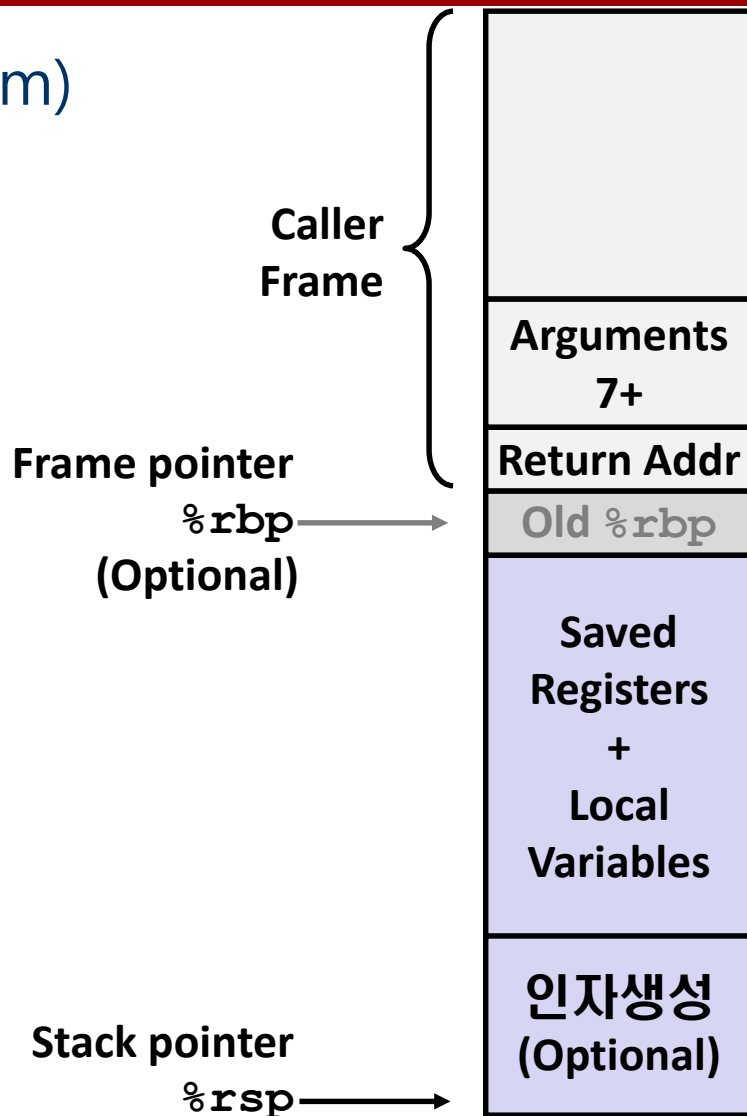 m)
Caller
Frame
Arguments
7+
Return Addr
Frame pointer
%rbp
(Optional)
Old %rbp
Saved
Registers
+
Local
Variables
인자생성
(Optional)
Stack pointer
%rsp